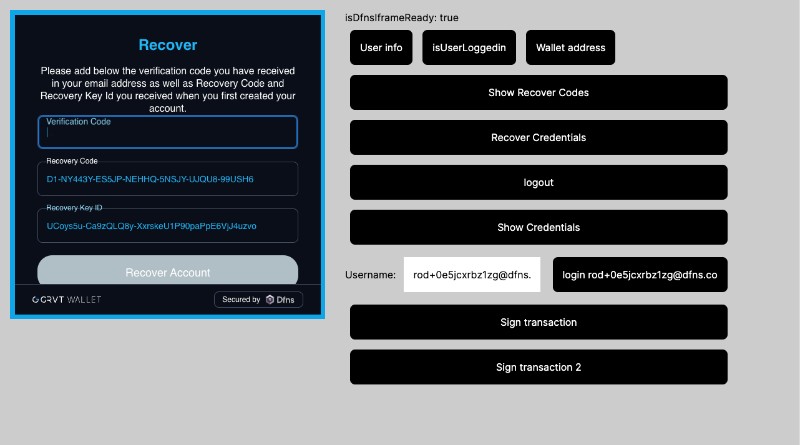 Recover
Please add below the verification code you have received
in your email address as well as Recovery Code and
Recovery Key Id you received when you first created your
account.
Verification Code
Recovery Code
D1-NY443Y-ES5JP-NEHHQ-5NSJY-UJQU8-99USH6
Recovery Key ID
UCoys5u-Ca9zQLQ8y-XxrskeU1P90paPpE6VjJ4uzvo
Recover Account
GRVT WALLET
Secured by Dfns
isDfnsIframeReady: true
User info
isUserLoggedin
Wallet address
Show Recover Codes
Recover Credentials
logout
Show Credentials
Username:
rod+0e5jcxrbz1zg@dfns.
login rod+0e5jcxrbz1zg@dfns.co
Sign transaction
Sign transaction 2